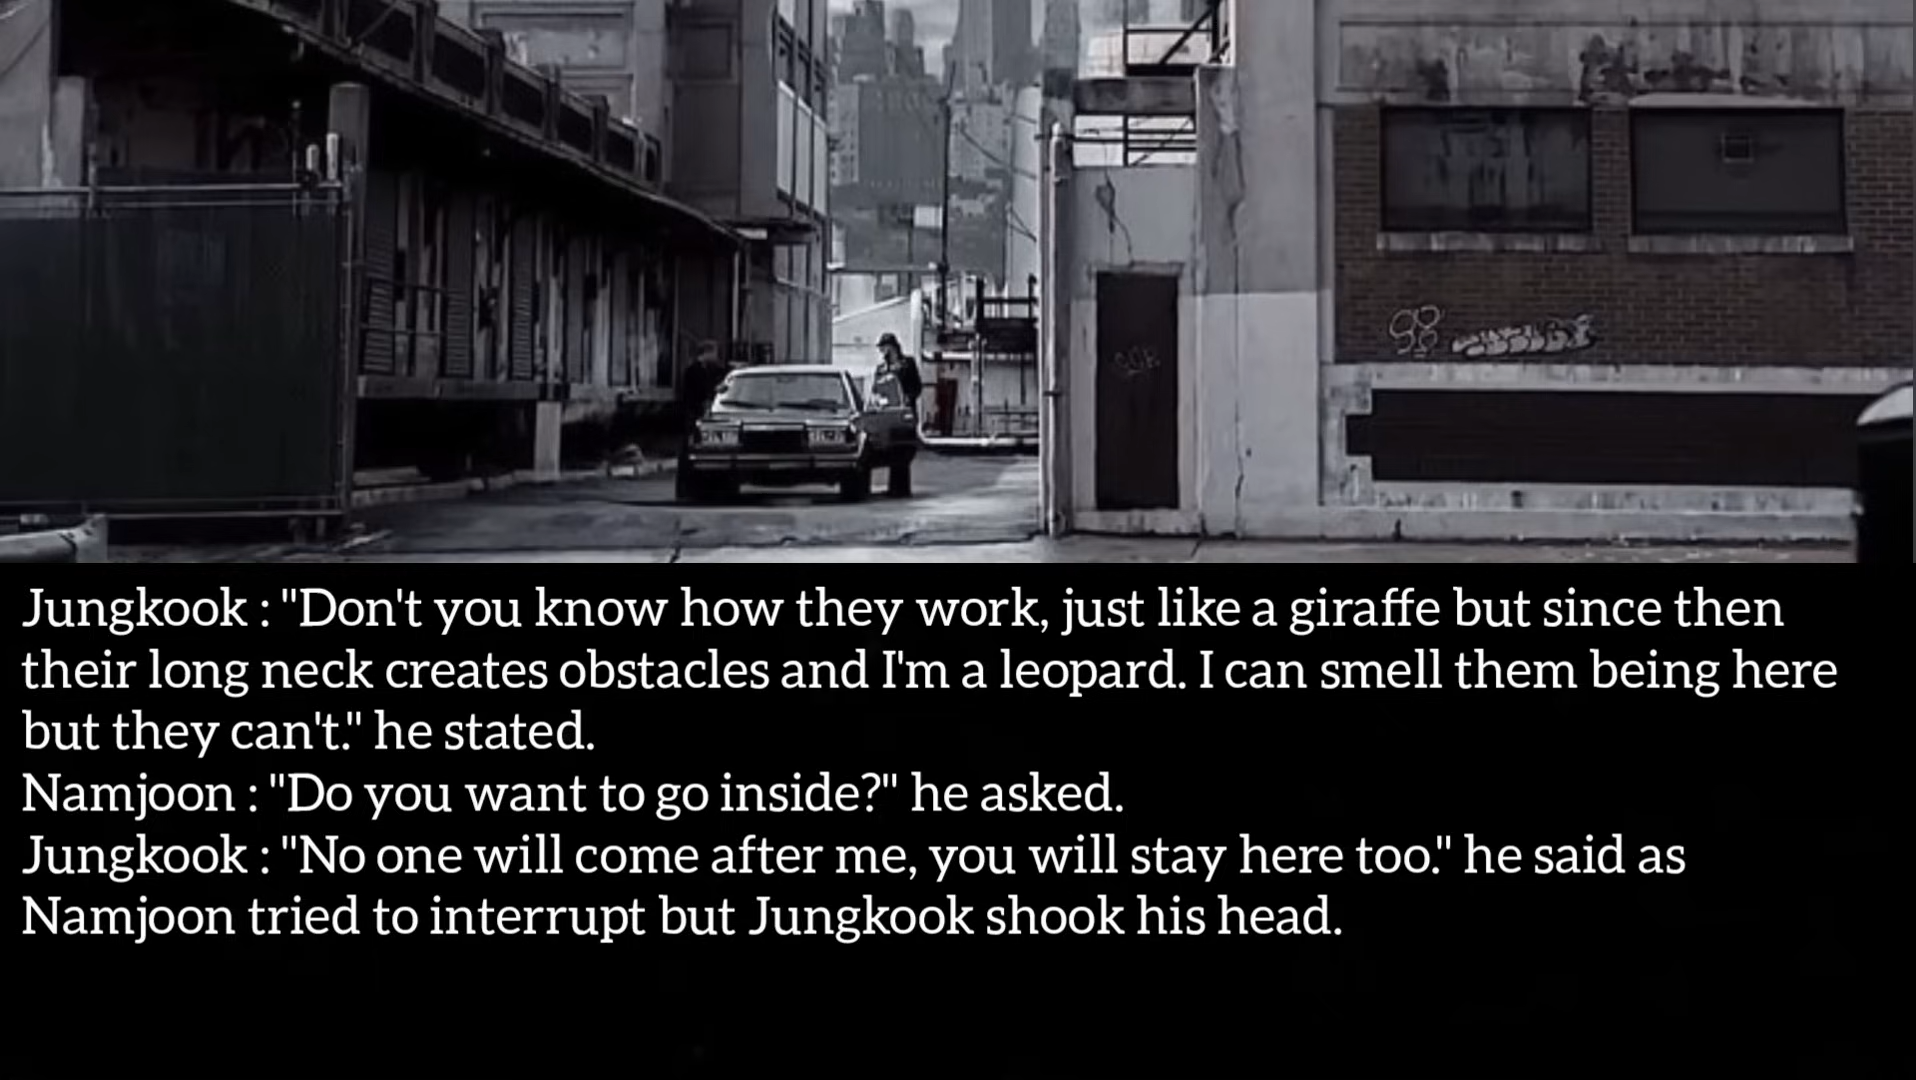 Jungkook : "Don't you know how they work, just like a giraffe but since then
their long neck creates obstacles and I'm a leopard. I can smell them being here
but they can't." he stated.
Namjoon : "Do you want to go inside?" he asked.
Jungkook : "No one will come after me, you will stay here too." he said as
Namjoon tried to interrupt but Jungkook shook his head.